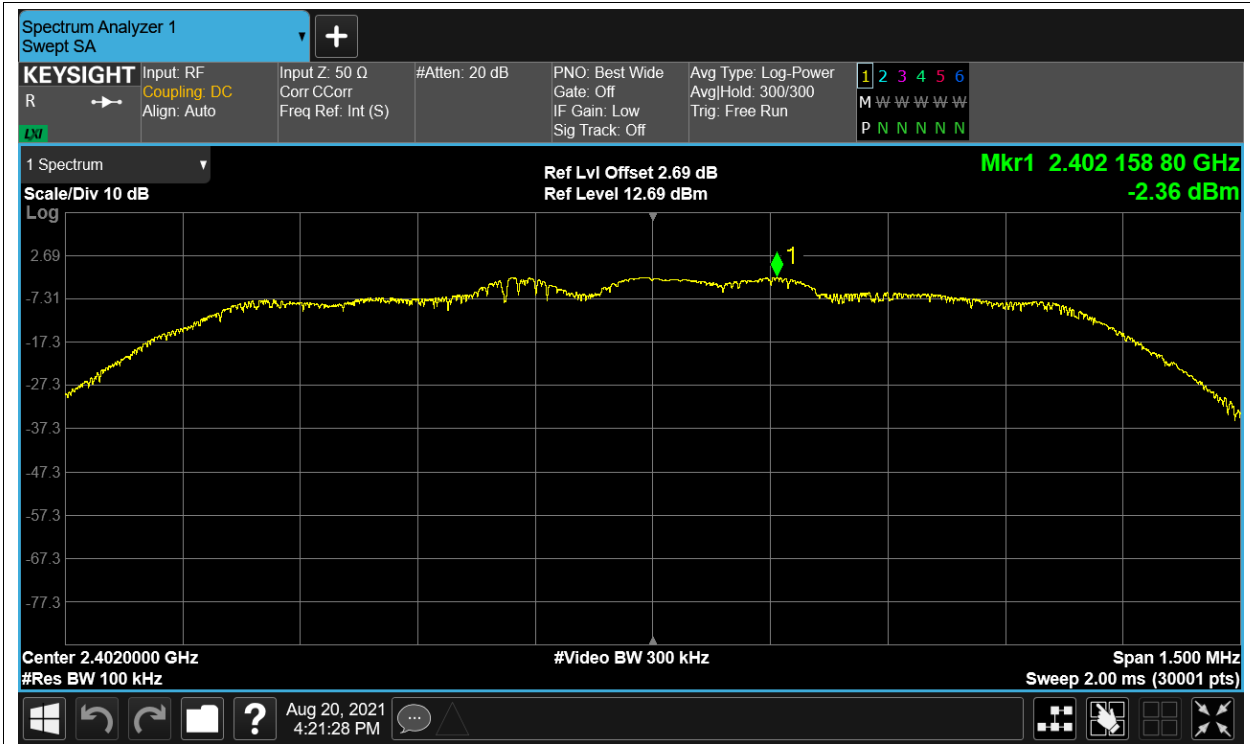 Spectrum Analyzer 1
Swept SA
KEYSIGHT
R
LXI
Input: RF
Coupling: DC
Align: Auto
Input Z: 50 Ω
Corr CCorr
Freq Ref: Int (S)
#Atten: 20 dB
PNO: Best Wide
Gate: Off
IF Gain: Low
Sig Track: Off
Avg Type: Log-Power
Avg|Hold: 300/300
Trig: Free Run
1 2 3 4 5 6
M W W W W W
P N N N N N
1 Spectrum
Scale/Div 10 dB
Log
Ref Lvl Offset 2.69 dB
Ref Level 12.69 dBm
Mkr1 2.402 158 80 GHz
-2.36 dBm
1
2.69
-7.31
-17.3
-27.3
-37.3
-47.3
-57.3
-67.3
-77.3
Center 2.4020000 GHz
#Res BW 100 kHz
#Video BW 300 kHz
Span 1.500 MHz
Sweep 2.00 ms (30001 pts)
?
Aug 20, 2021
4:21:28 PM